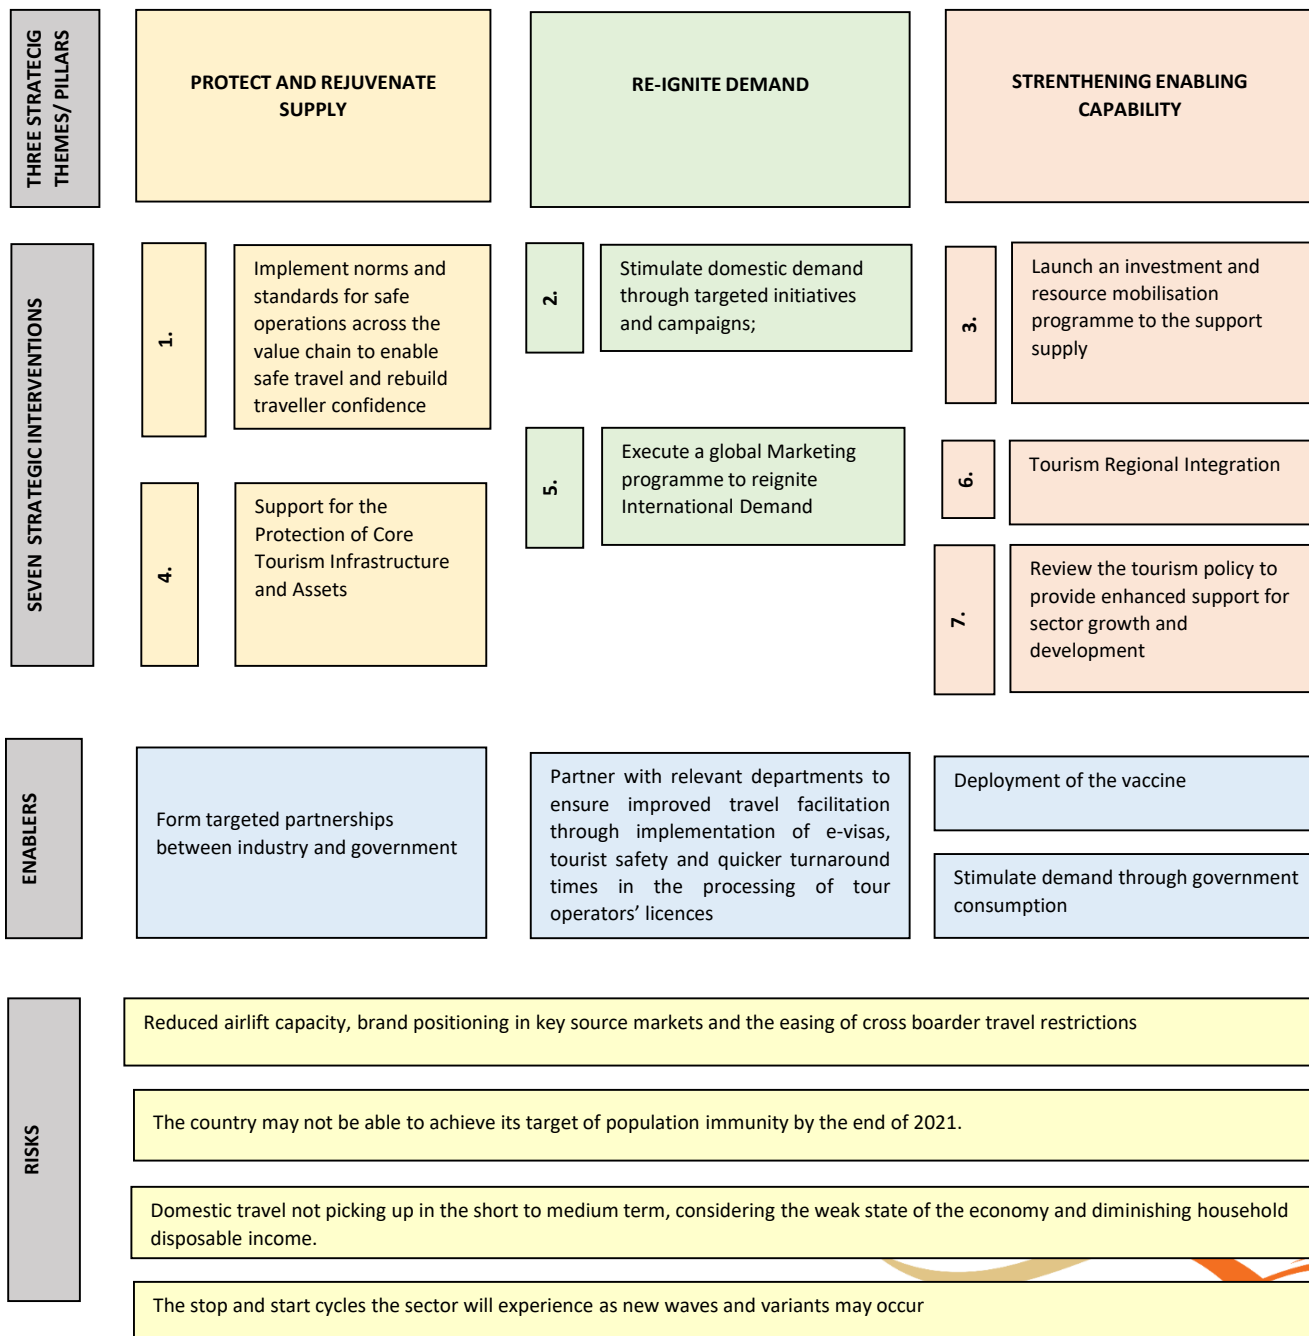 THREE STRATECIG
THEMES/ PILLARS
PROTECT AND REJUVENATE
SUPPLY
RE-IGNITE DEMAND
STRENTHENING ENABLING
CAPABILITY
SEVEN STRATEGIC INTERVENTIONS
1.
Implement norms and
standards for safe
operations across the
value chain to enable
safe travel and rebuild
traveller confidence
2.
Stimulate domestic demand
through targeted initiatives
and campaigns;
3.
Launch an investment and
resource mobilisation
programme to the support
supply
4.
Support for the
Protection of Core
Tourism Infrastructure
and Assets
5.
Execute a global Marketing
programme to reignite
International Demand
6.
Tourism Regional Integration
7.
Review the tourism policy to
provide enhanced support for
sector growth and
development
ENABLERS
Form targeted partnerships
between industry and government
Partner with relevant departments to
ensure improved travel facilitation
through implementation of e-visas,
tourist safety and quicker turnaround
times in the processing of tour
operators’ licences
Deployment of the vaccine
Stimulate demand through government
consumption
RISKS
Reduced airlift capacity, brand positioning in key source markets and the easing of cross boarder travel restrictions
The country may not be able to achieve its target of population immunity by the end of 2021.
Domestic travel not picking up in the short to medium term, considering the weak state of the economy and diminishing household
disposable income.
The stop and start cycles the sector will experience as new waves and variants may occur